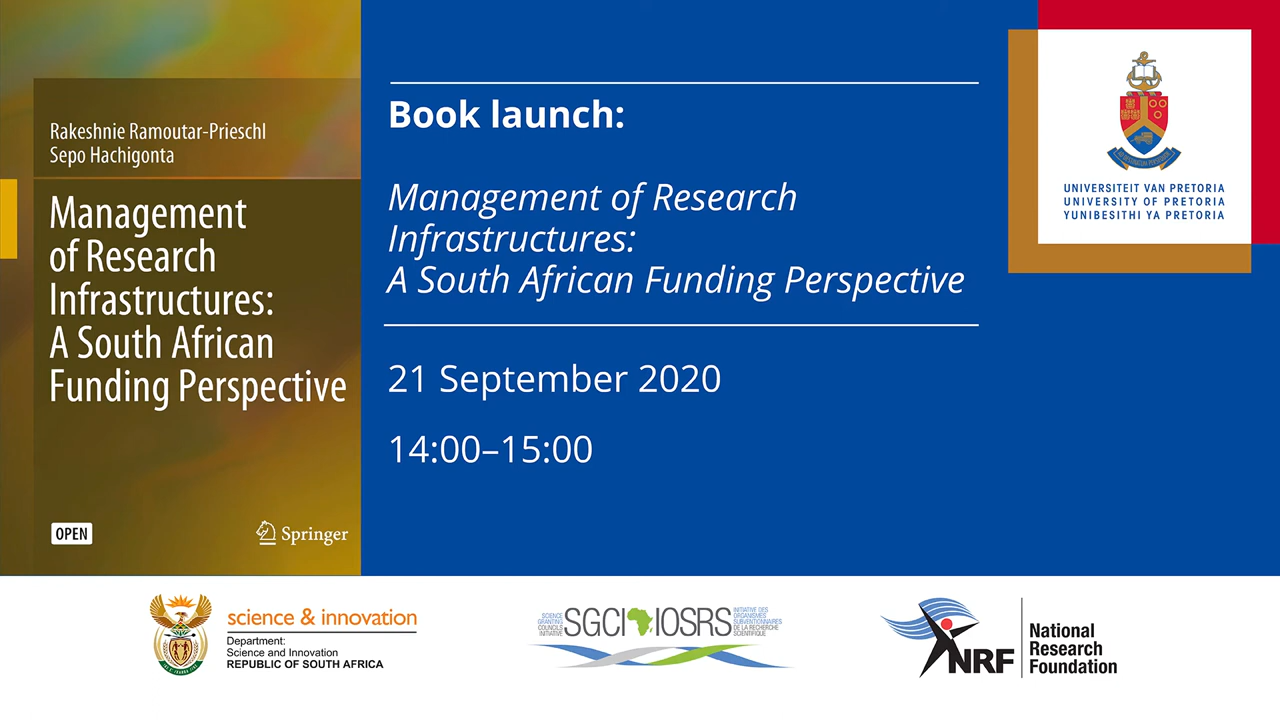 Rakeshnie Ramoutar-Prieschl
Sepo Hachigonta
Management
of Research
Infrastructures:
A South African
Funding Perspective
OPEN
Springer
Book launch:
Management of Research
Infrastructures:
A South African Funding Perspective
21 September 2020
14:00–15:00
UNIVERSITEIT VAN PRETORIA
UNIVERSITY OF PRETORIA
YUNIBESITHI YA PRETORIA
science & innovation
Department:
Science and Innovation
REPUBLIC OF SOUTH AFRICA
SCIENCE
GRANTING
COUNCILS
INITIATIVE
SGCI IOSRS
INITIATIVE DES
ORGANISMES
SUBVENTIONNAIRES
DE LA RECHERCHE
SCIENTIFIQUE
NRF
National
Research
Foundation